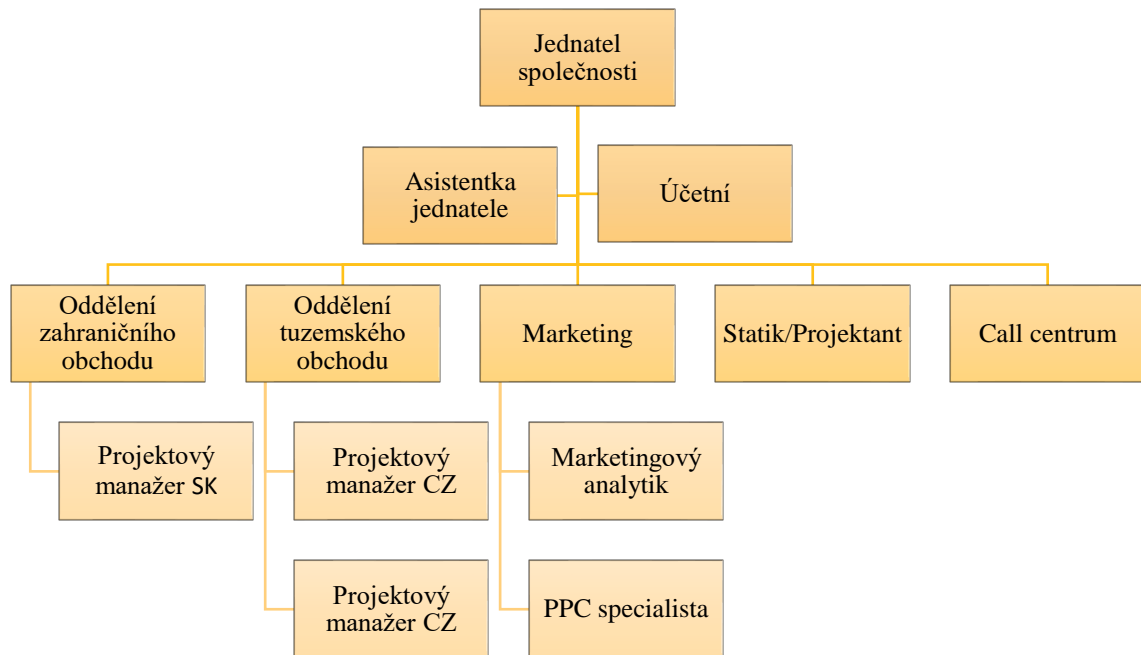 Jednatel
společnosti
Asistentka
jednatele
Účetní
Oddělení
zahraničního
obchodu
Oddělení
tuzemského
obchodu
Marketing
Statik/Projektant
Call centrum
Projektový
manažer SK
Projektový
manažer CZ
Marketingový
analytik
Projektový
manažer CZ
PPC specialista